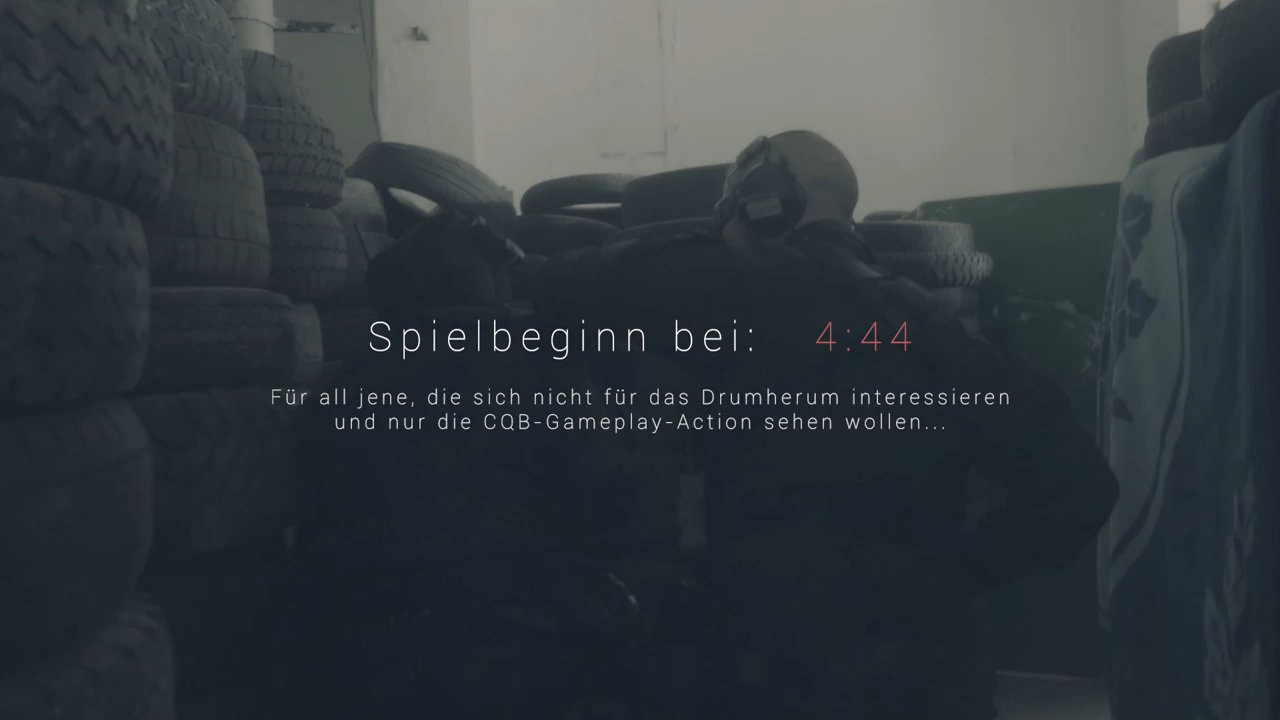 Spielbeginn bei: 4:44
Für all jene, die sich nicht für das Drumherum interessieren
und nur die CQB-Gameplay-Action sehen wollen...